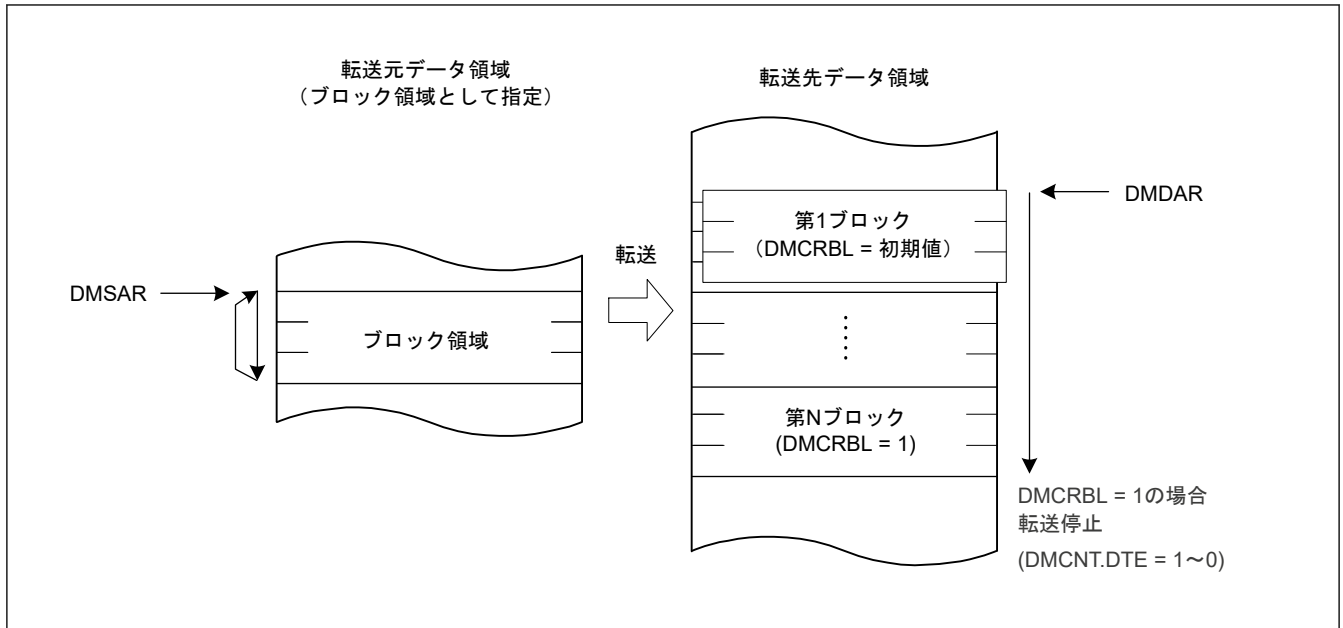 転送元データ領域
（ブロック領域として指定）
転送先データ領域
DMSAR
ブロック領域
転送
第1ブロック
（DMCRBL = 初期値）
DMDAR
第Nブロック
(DMCRBL = 1)
DMCRBL = 1の場合
転送停止
(DMCNT.DTE = 1～0)